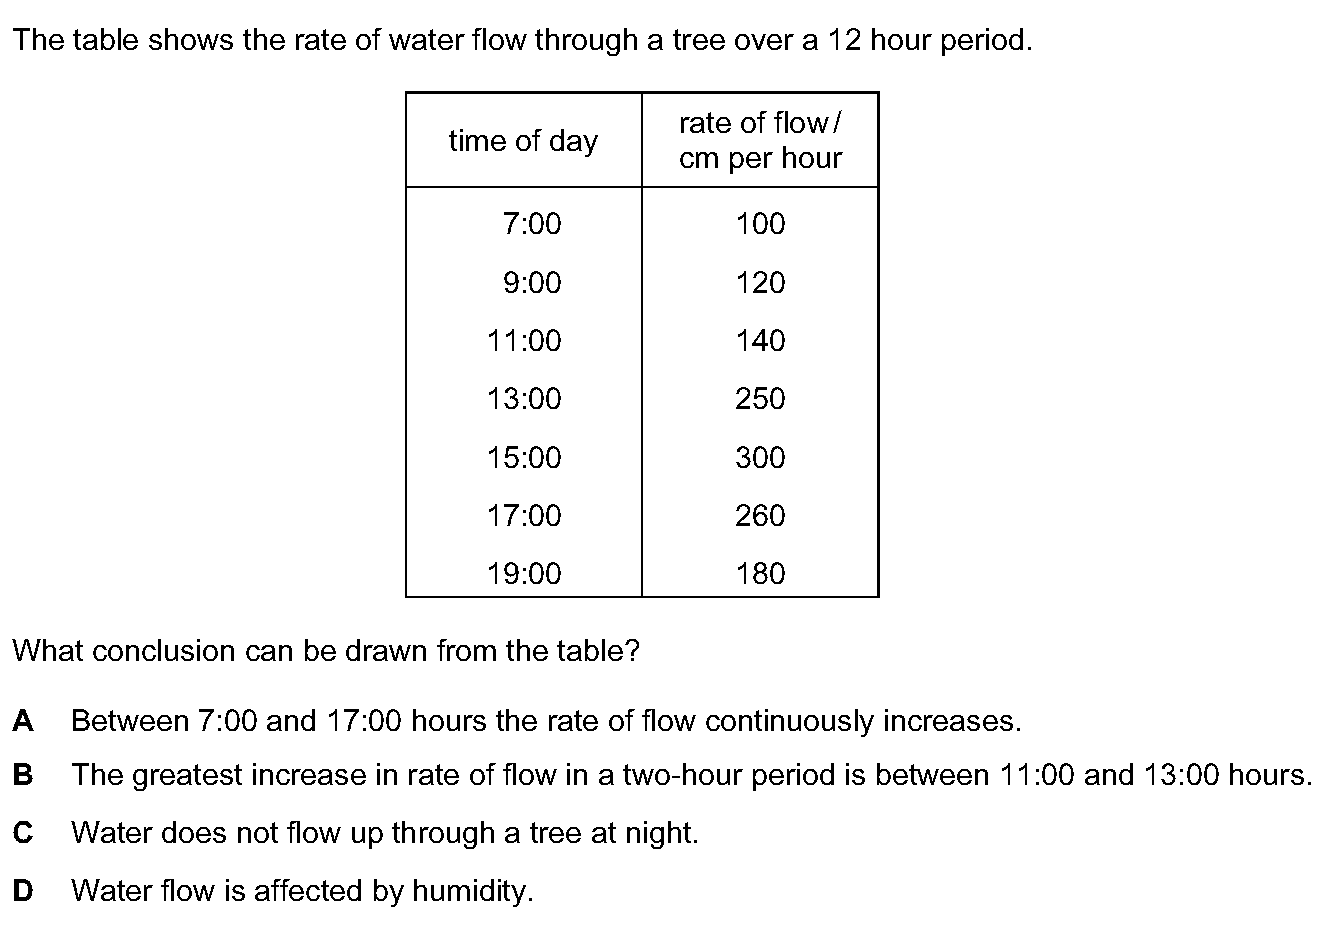 The table shows the rate of water flow through a tree over a 12 hour period.
time of day
rate of flow /
cm per hour
7:00 100
9:00 120
11:00 140
13:00 250
15:00 300
17:00 260
19:00 180
What conclusion can be drawn from the table?
A Between 7:00 and 17:00 hours the rate of flow continuously increases.
B The greatest increase in rate of flow in a two-hour period is between 11:00 and 13:00 hours.
C Water does not flow up through a tree at night.
D Water flow is affected by humidity.